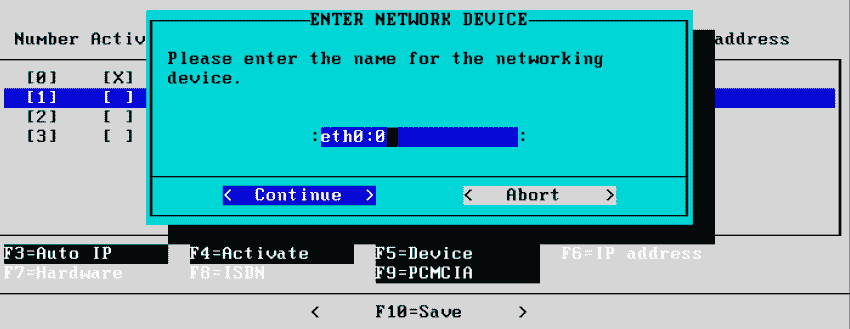 ENTER NETWORK DEVICE
Number Activ address
Please enter the name for the networking
device.
[0] [X]
[1] [ ]
[2] [ ]
[3] [ ]
:eth0:0 :
< Continue > < Abort >
F3=Auto IP F4=Activate F5=Device F6=IP address
F7=Hardware F8=ISDN F9=PCMCIA
< F10=Save >